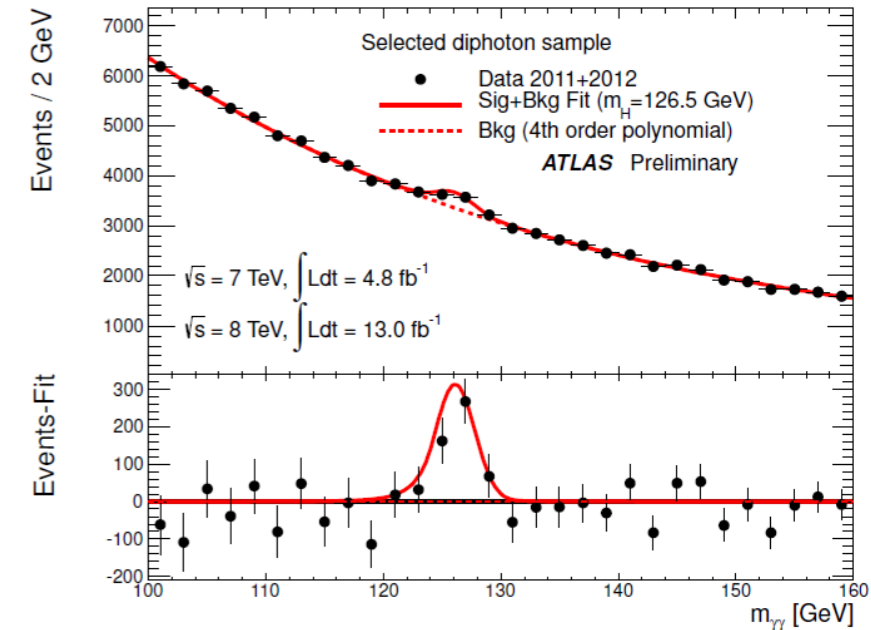 Events / 2 GeV
7000
6000
5000
4000
3000
2000
1000
Selected diphoton sample
Data 2011+2012
Sig+Bkg Fit (m_H=126.5 GeV)
Bkg (4th order polynomial)
ATLAS Preliminary
√s = 7 TeV, ∫Ldt = 4.8 fb⁻¹
√s = 8 TeV, ∫Ldt = 13.0 fb⁻¹
Events-Fit
300
200
100
0
-100
-200
100 110 120 130 140 150 160
m_γγ [GeV]